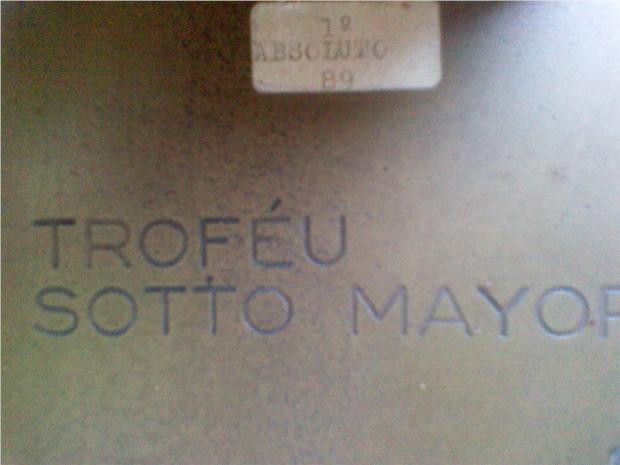 1º
ABSOLUTO
89
TROFÉU
SOTTO MAYOR